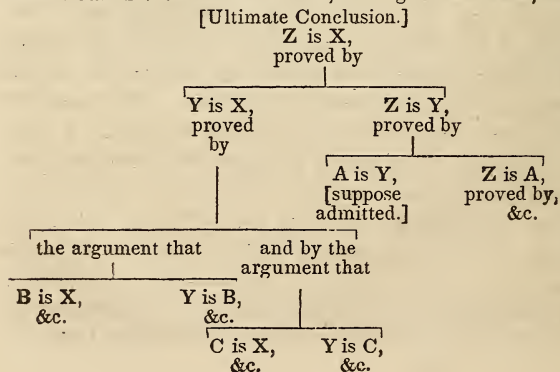 [Ultimate Conclusion.]
Z is X,
proved by
Y is X,
proved
by
Z is Y,
proved by
A is Y,
[suppose
admitted.]
Z is A,
proved by,
&c.
the argument that
and by the
argument that
B is X,
&c.
Y is B,
&c.
C is X,
&c.
Y is C,
&c.